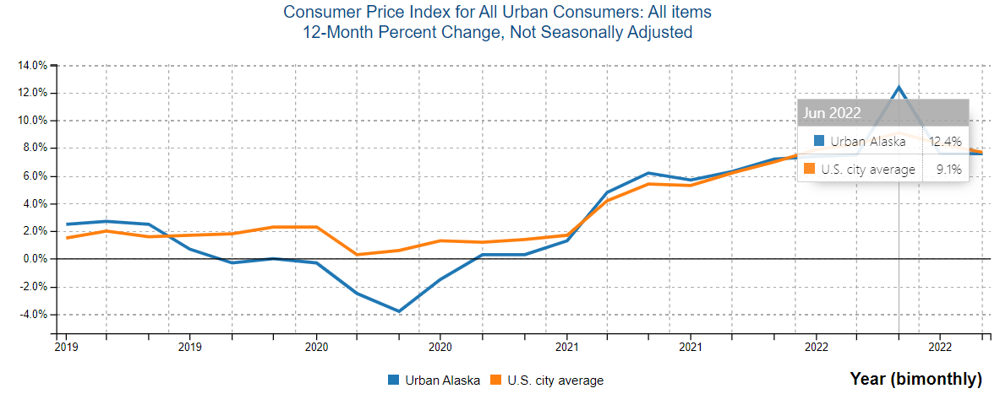 Consumer Price Index for All Urban Consumers: All items
12-Month Percent Change, Not Seasonally Adjusted
14.0%
12.0%
10.0%
8.0%
6.0%
4.0%
2.0%
0.0%
-2.0%
-4.0%
Jun 2022
Urban Alaska 12.4%
U.S. city average 9.1%
2019 2019 2020 2020 2021 2021 2022 2022
Urban Alaska U.S. city average
Year (bimonthly)